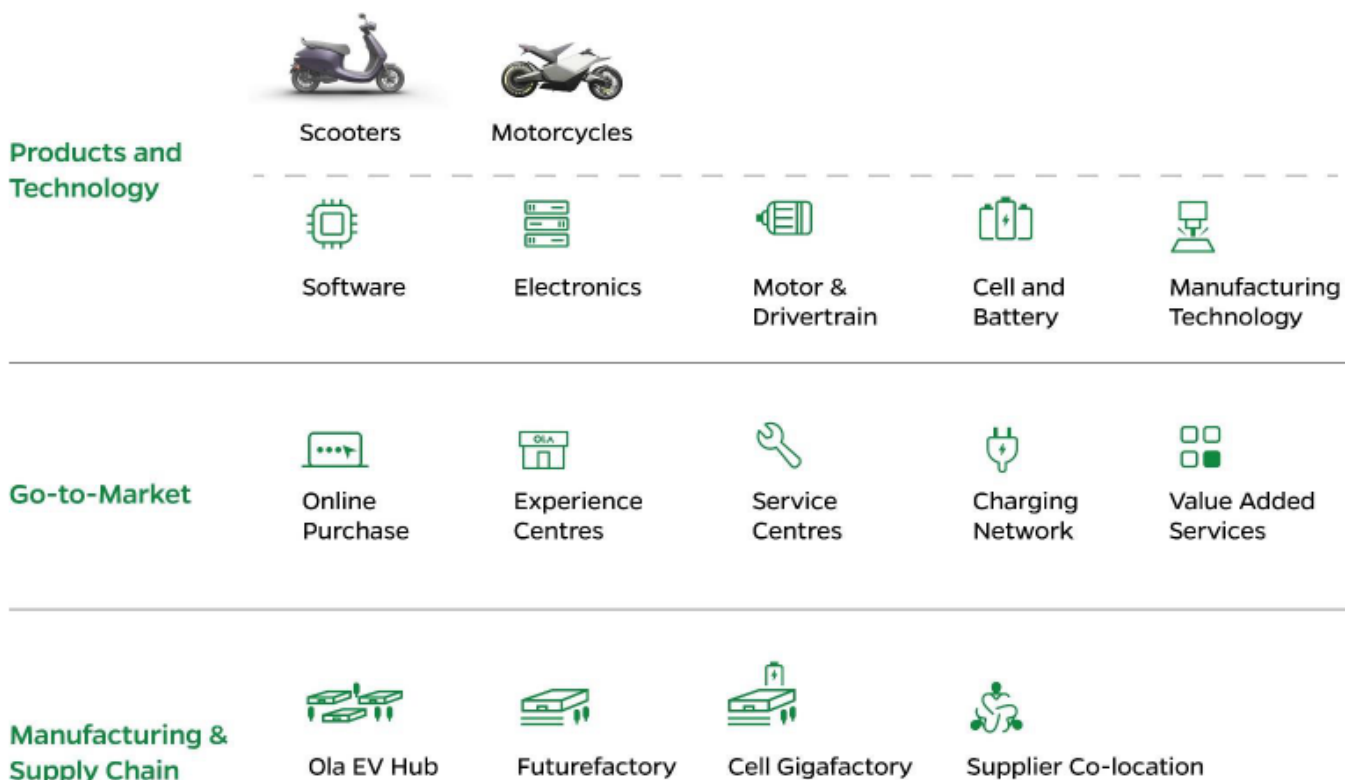 Scooters
Motorcycles
Products and
Technology
Software
Electronics
Motor &
Drivertrain
Cell and
Battery
Manufacturing
Technology
Go-to-Market
OLA
Online
Purchase
Experience
Centres
Service
Centres
Charging
Network
Value Added
Services
Manufacturing &
Supply Chain
Ola EV Hub
Futurefactory
Cell Gigafactory
Supplier Co-location